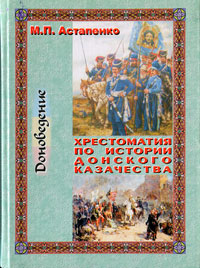 М.П. Астапенко
Доноведение
ХРЕСТОМАТИЯ
ПО ИСТОРИИ
ДОНСКОГО
КАЗАЧЕСТВА